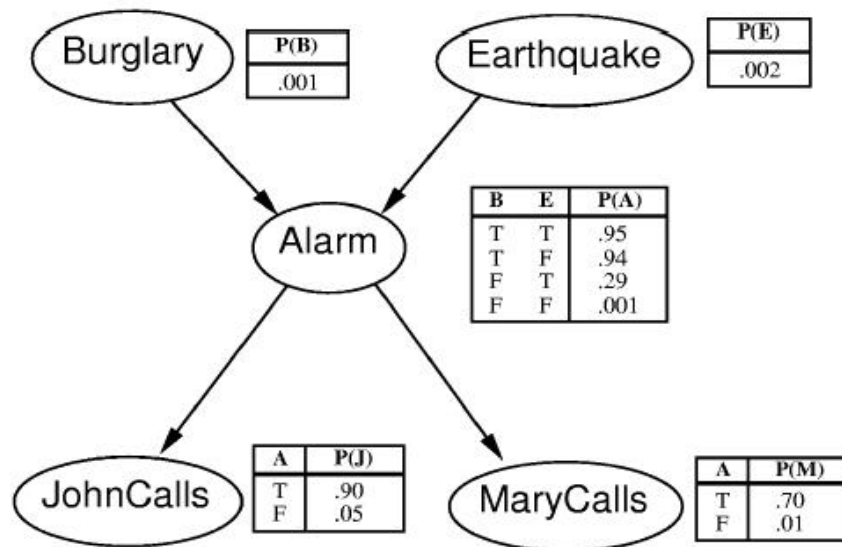 Burglary
P(B)
.001
Earthquake
P(E)
.002
Alarm
B E P(A)
T T .95
T F .94
F T .29
F F .001
JohnCalls
A P(J)
T .90
F .05
MaryCalls
A P(M)
T .70
F .01